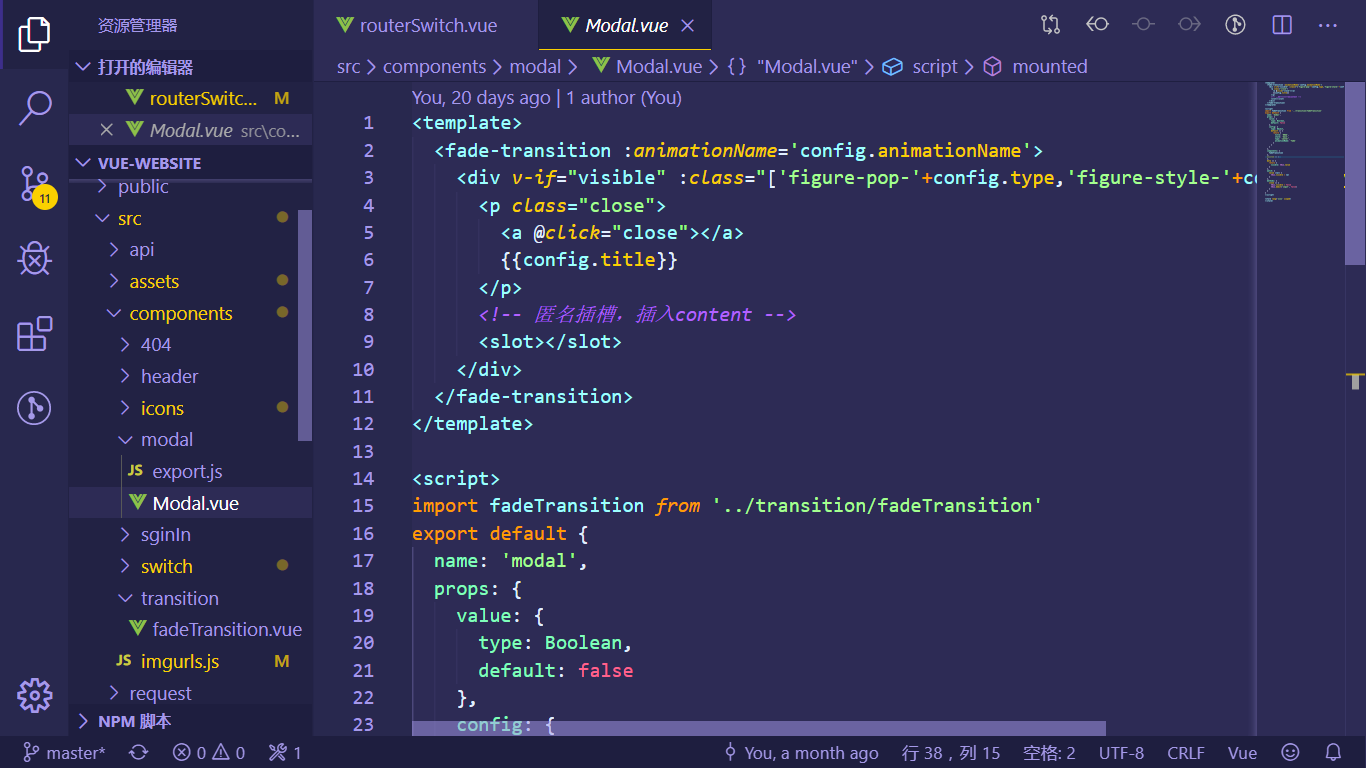 资源管理器
打开的编辑器
routerSwitc... M
Modal.vue src\co...
VUE-WEBSITE
public
src
api
assets
components
404
header
icons
modal
JS export.js
Modal.vue
sginIn
switch
transition
fadeTransition.vue
JS imgurls.js M
request
NPM 脚本
11
routerSwitch.vue
Modal.vue
src > components > modal > Modal.vue > {} "Modal.vue" > script > mounted
You, 20 days ago | 1 author (You)
1 <template>
2 <fade-transition :animationName='config.animationName'>
3 <div v-if="visible" :class="['figure-pop-'+config.type,'figure-style-'+co
4 <p class="close">
5 <a @click="close"></a>
6 {{config.title}}
7 </p>
8 <!-- 匿名插槽，插入content -->
9 <slot></slot>
10 </div>
11 </fade-transition>
12 </template>
13
14 <script>
15 import fadeTransition from '../transition/fadeTransition'
16 export default {
17 name: 'modal',
18 props: {
19 value: {
20 type: Boolean,
21 default: false
22 },
23 config: {
master* 0 0 1 You, a month ago 行 38，列 15 空格: 2 UTF-8 CRLF Vue